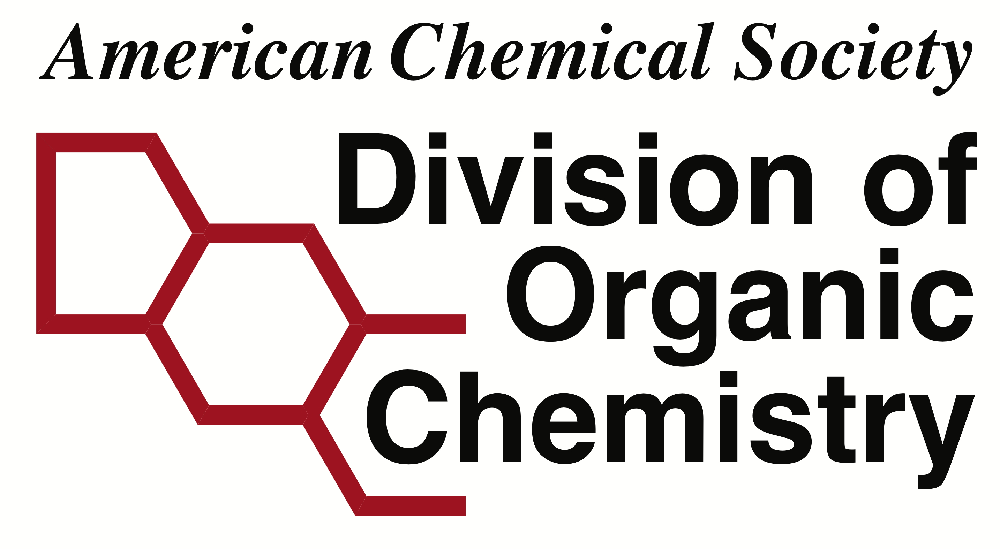 American Chemical Society
Division of
Organic
Chemistry